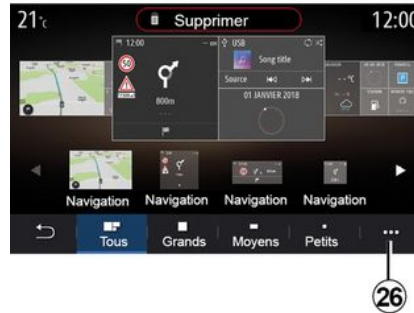 21°c
Supprimer
12:00
12:00
USB
50
Song title
Source
800m
01 JANVIER 2018
Navigation Navigation Navigation Navigation
Tous Grands Moyens Petits
26